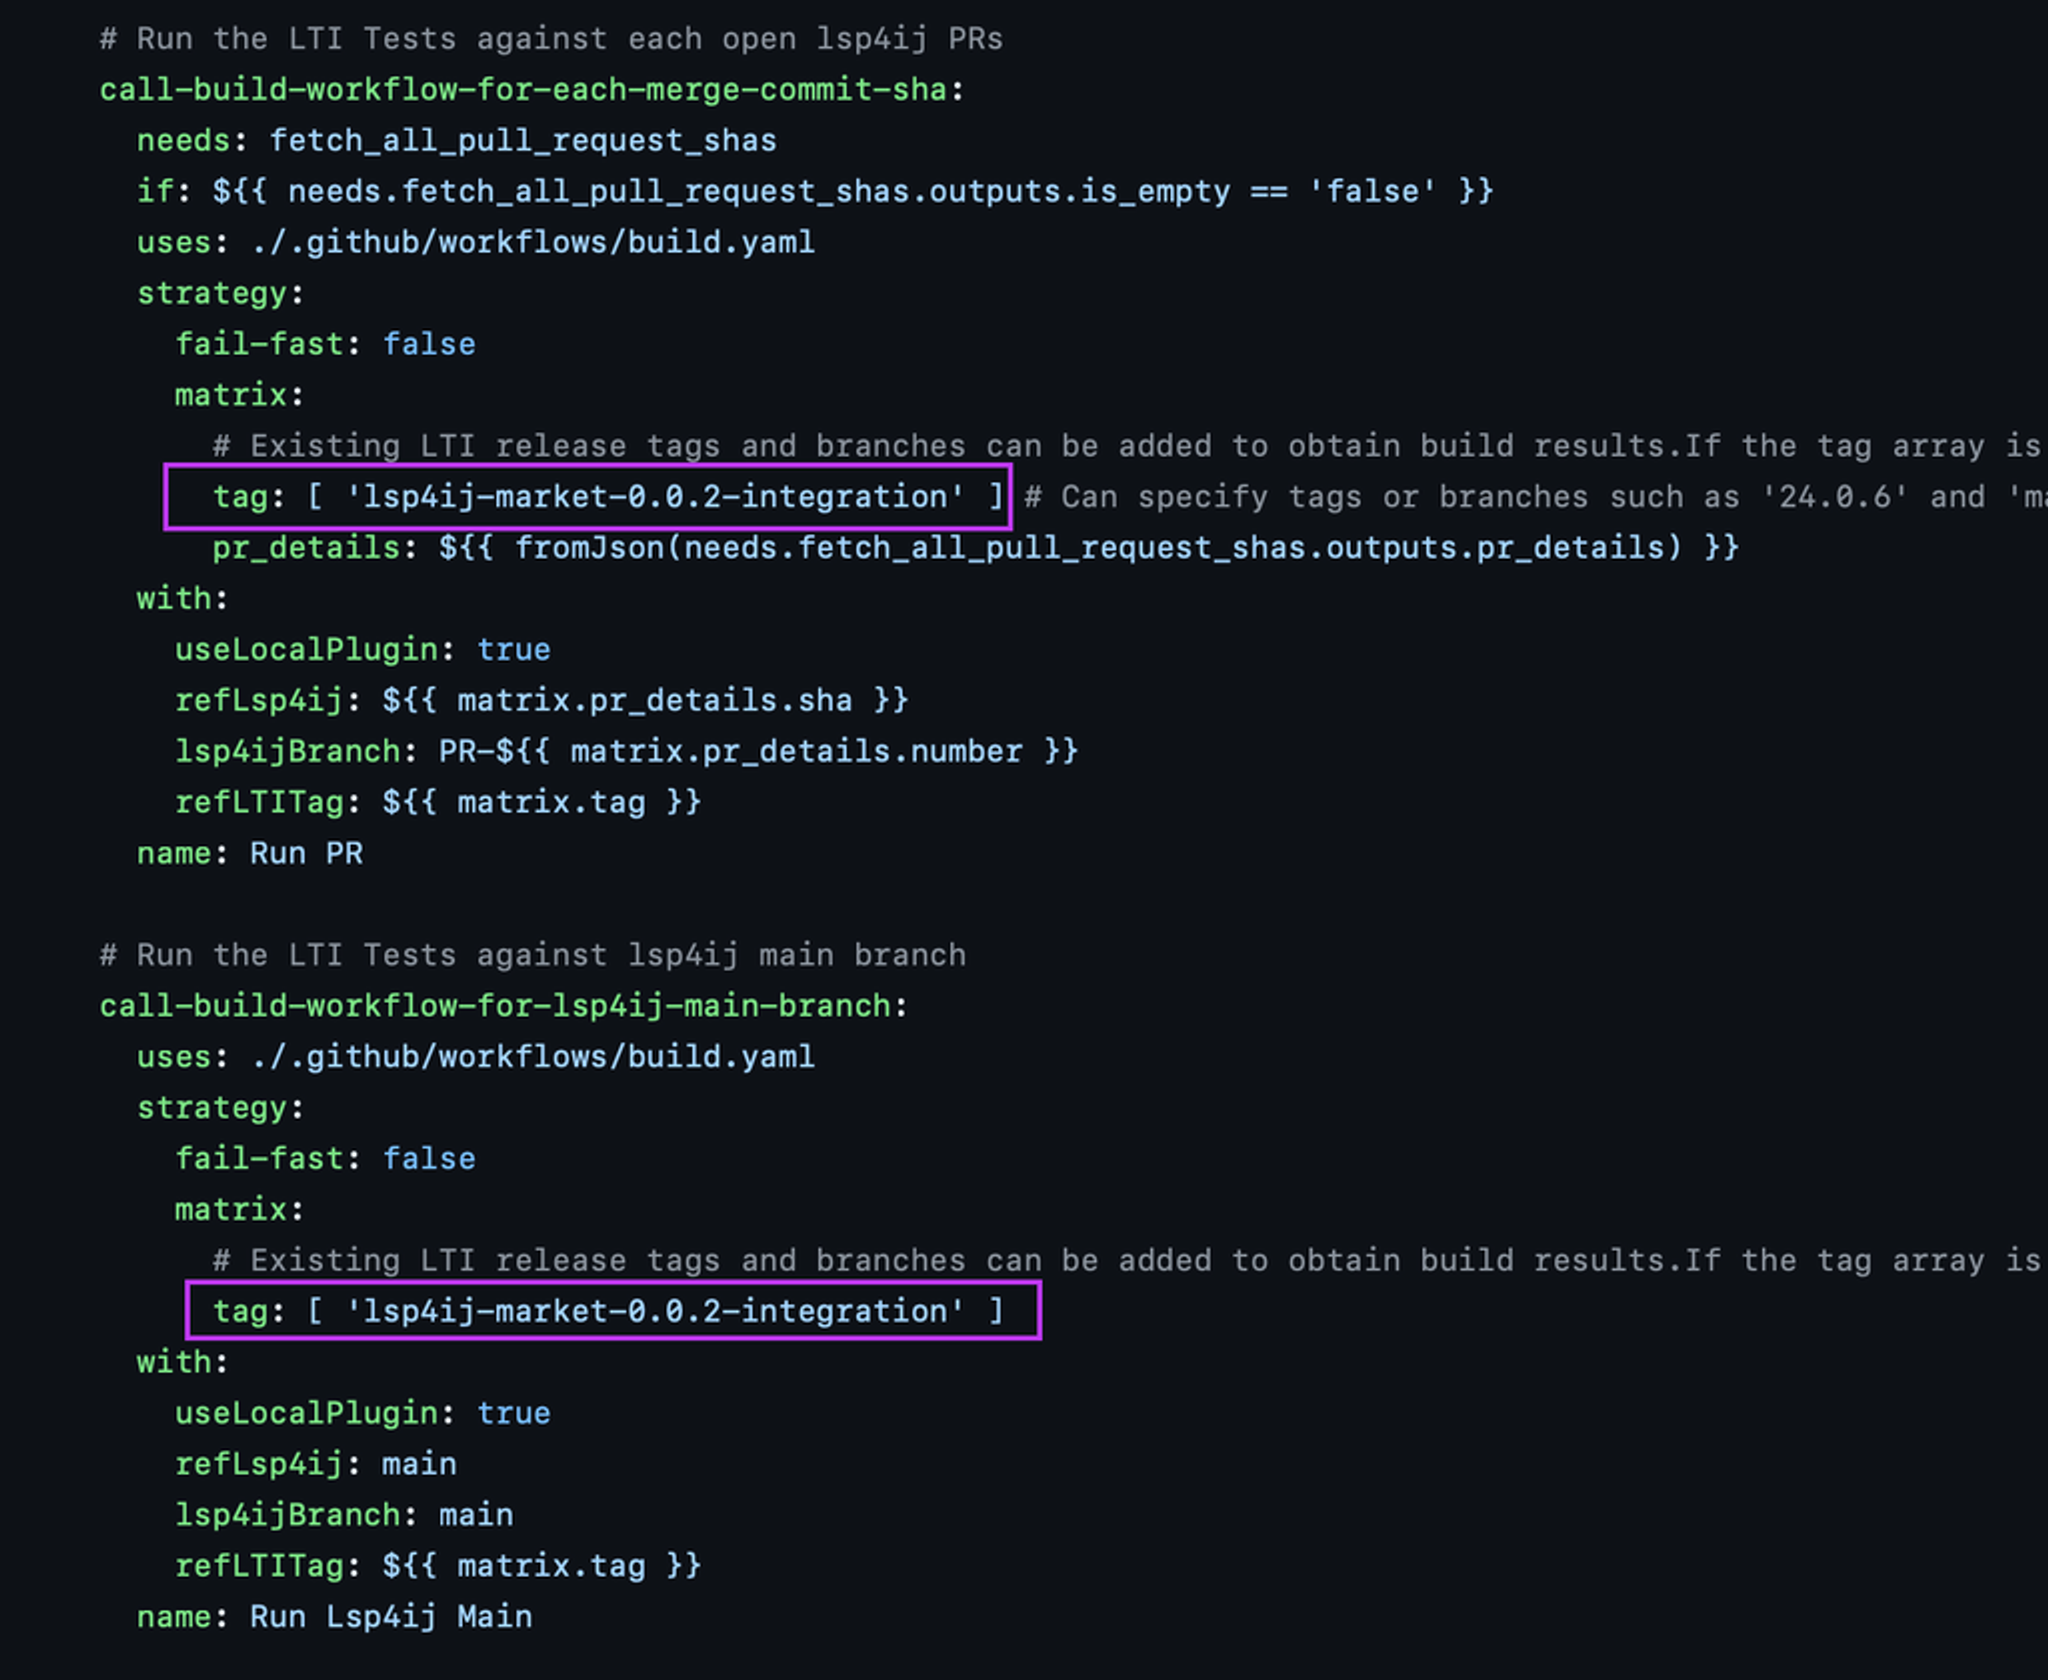 # Run the LTI Tests against each open lsp4ij PRs
call-build-workflow-for-each-merge-commit-sha:
  needs: fetch_all_pull_request_shas
  if: ${{ needs.fetch_all_pull_request_shas.outputs.is_empty == 'false' }}
  uses: ./.github/workflows/build.yaml
  strategy:
    fail-fast: false
    matrix:
      # Existing LTI release tags and branches can be added to obtain build results.If the tag array is
      tag: [ 'lsp4ij-market-0.0.2-integration' ] # Can specify tags or branches such as '24.0.6' and
      pr_details: ${{ fromJson(needs.fetch_all_pull_request_shas.outputs.pr_details) }}
  with:
    useLocalPlugin: true
    refLsp4ij: ${{ matrix.pr_details.sha }}
    lsp4ijBranch: PR-${{ matrix.pr_details.number }}
    refLTITag: ${{ matrix.tag }}
  name: Run PR
# Run the LTI Tests against lsp4ij main branch
call-build-workflow-for-lsp4ij-main-branch:
  uses: ./.github/workflows/build.yaml
  strategy:
    fail-fast: false
    matrix:
      # Existing LTI release tags and branches can be added to obtain build results.If the tag array is
      tag: [ 'lsp4ij-market-0.0.2-integration' ]
  with:
    useLocalPlugin: true
    refLsp4ij: main
    lsp4ijBranch: main
    refLTITag: ${{ matrix.tag }}
  name: Run Lsp4ij Main